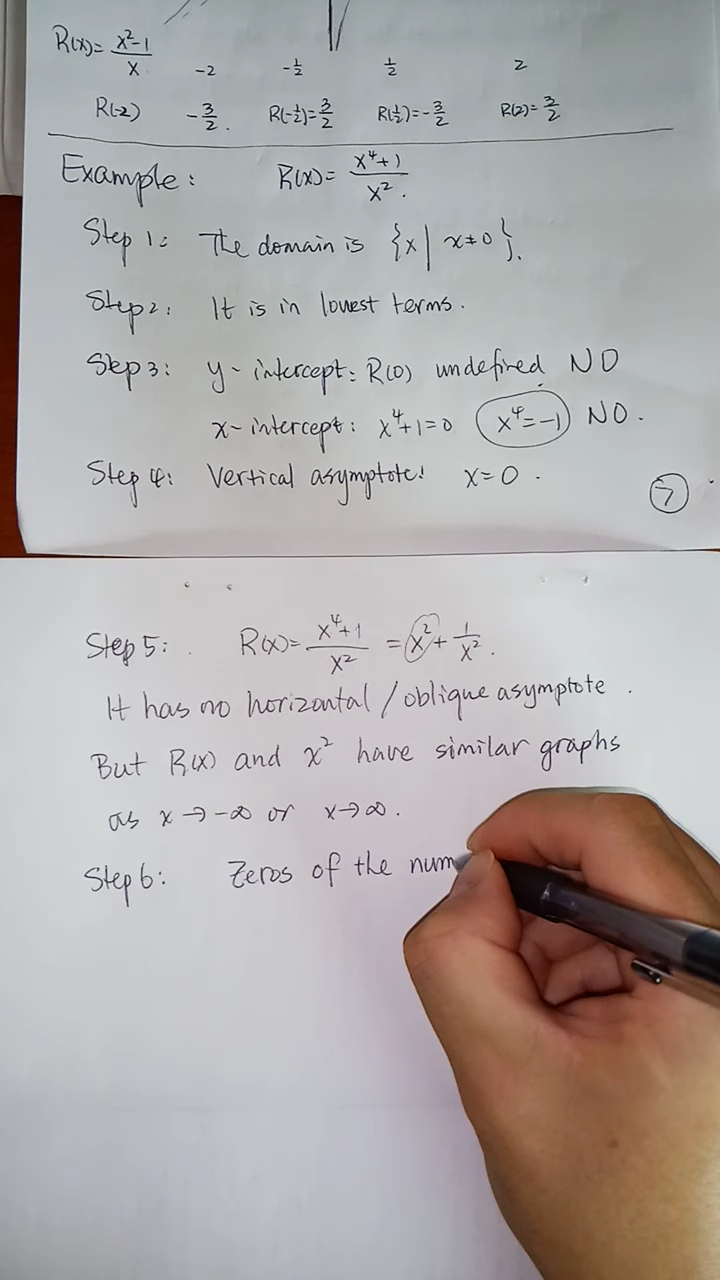 R(x)= x²-1 / x
-2 -1/2 1/2 2
R(-2) -3/2. R(-1/2)=3/2 R(1/2)=-3/2 R(2)=3/2
Example: R(x)= x⁴+1 / x².
Step 1: The domain is {x | x≠0}.
Step 2: It is in lowest terms.
Step 3: y-intercept: R(0) undefined NO
x-intercept: x⁴+1=0 x⁴=-1 NO.
Step 4: Vertical asymptote: x=0.
7
Step 5: R(x)= x⁴+1 / x² = x² + 1/x².
It has no horizontal / oblique asymptote.
But R(x) and x² have similar graphs
as x→-∞ or x→∞.
Step 6: Zeros of the num